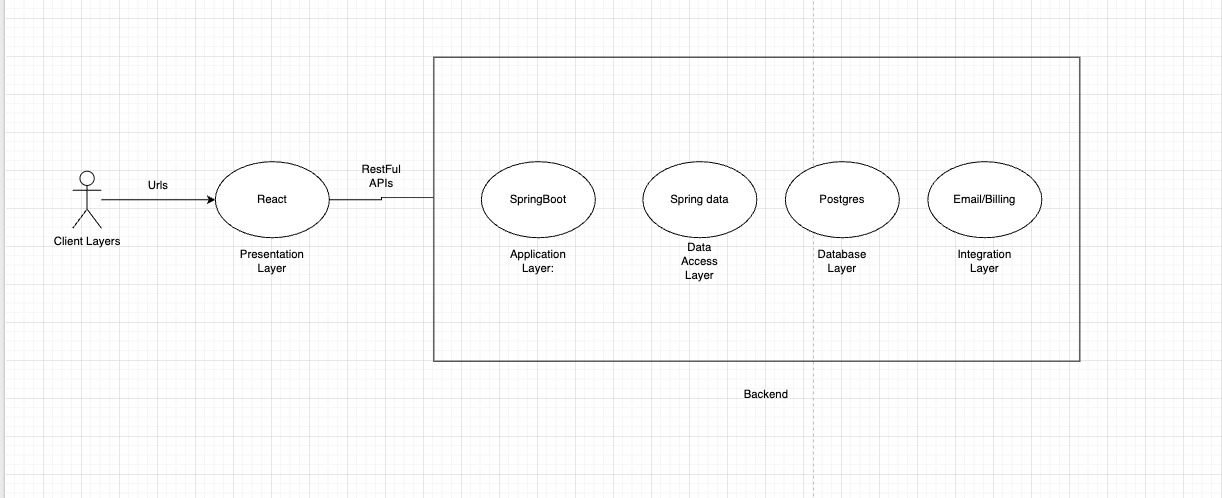 Urls
Client Layers
React
Presentation
Layer
RestFul
APIs
SpringBoot
Application
Layer:
Spring data
Data
Access
Layer
Postgres
Database
Layer
Email/Billing
Integration
Layer
Backend